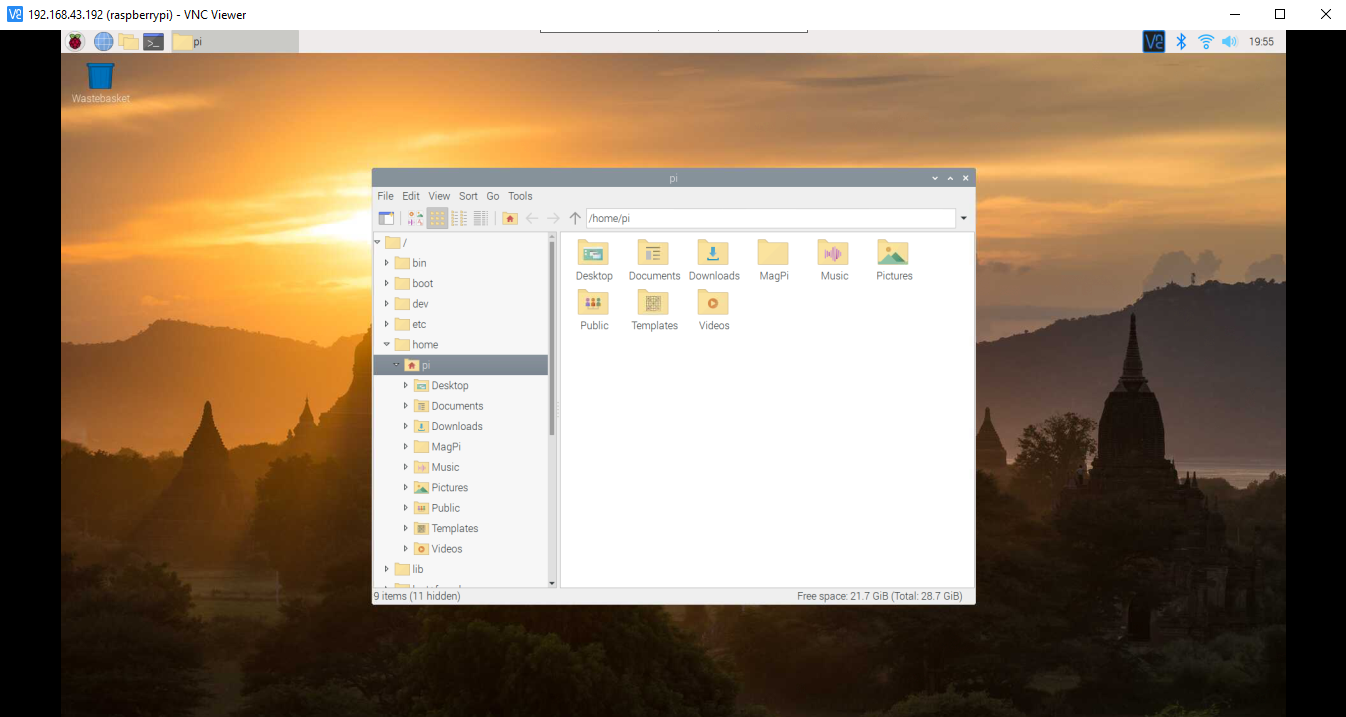 192.168.43.192 (raspberrypi) - VNC Viewer
pi
19:55
Wastebasket
pi
File Edit View Sort Go Tools
/home/pi
/
bin
boot
dev
etc
home
pi
Desktop
Documents
Downloads
MagPi
Music
Pictures
Public
Templates
Videos
lib
Desktop Documents Downloads MagPi Music Pictures
Public Templates Videos
9 items (11 hidden)
Free space: 21.7 GiB (Total: 28.7 GiB)